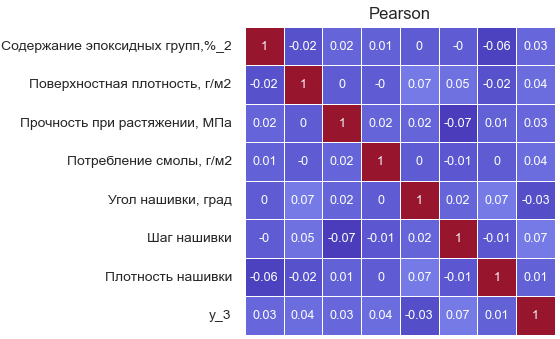 Pearson
Содержание эпоксидных групп,%_2 1 -0.02 0.02 0.01 0 -0 -0.06 0.03
Поверхностная плотность, г/м2 -0.02 1 0 -0 0.07 0.05 -0.02 0.04
Прочность при растяжении, МПа 0.02 0 1 0.02 0.02 -0.07 0.01 0.03
Потребление смолы, г/м2 0.01 -0 0.02 1 0 -0.01 0 0.04
Угол нашивки, град 0 0.07 0.02 0 1 0.02 0.07 -0.03
Шаг нашивки -0 0.05 -0.07 -0.01 0.02 1 -0.01 0.07
Плотность нашивки -0.06 -0.02 0.01 0 0.07 -0.01 1 0.01
y_3 0.03 0.04 0.03 0.04 -0.03 0.07 0.01 1